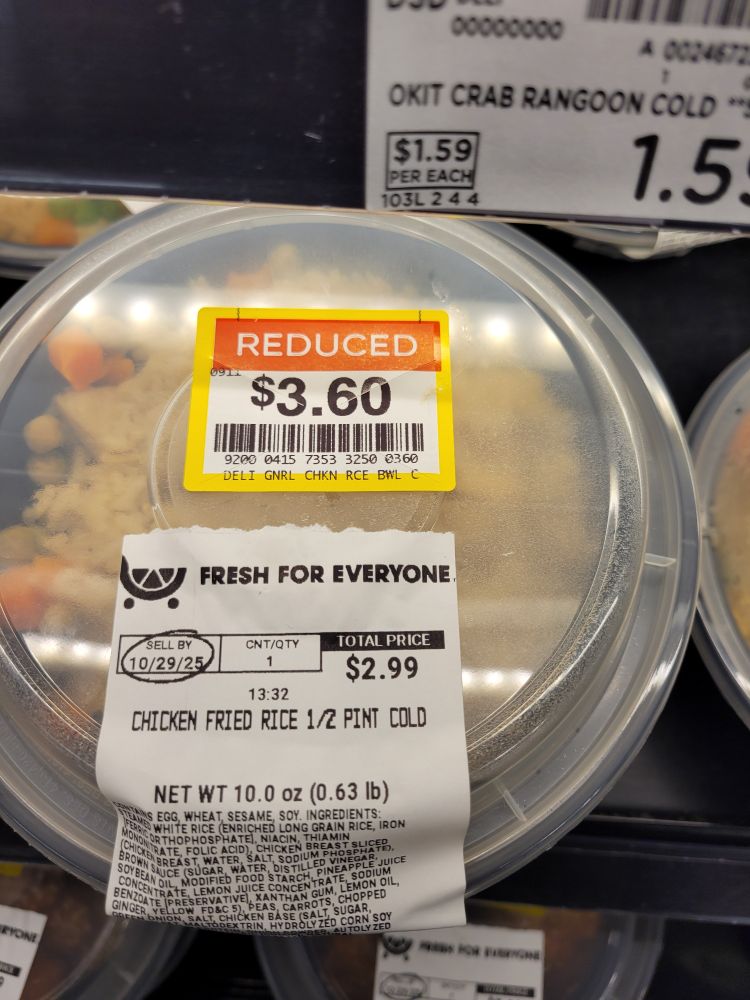 00000000
OKIT CRAB RANGOON COLD
$1.59
PER EACH
103L 2 4 4
REDUCED
0911
$3.60
9200 0415 7353 3250 0360
DELI GNRL CHKN RCE BWL C
FRESH FOR EVERYONE
SELL BY
10/29/25
CNT/QTY
1
TOTAL PRICE
$2.99
13:32
CHICKEN FRIED RICE 1/2 PINT COLD
NET WT 10.0 oz (0.63 lb)
EGG, WHEAT, SESAME, SOY. INGREDIENTS:
WHITE RICE (ENRICHED LONG GRAIN RICE, IRON
NIACIN, THIAMIN
FOLIC ACID), CHICKEN BREAST SLICED
(CHICKEN BREAST, WATER, SALT, SODIUM PHOSPHATE),
BROWN SAUCE (SUGAR, WATER, DISTILLED VINEGAR,
SOYBEAN OIL, MODIFIED FOOD STARCH, PINEAPPLE JUICE
CONCENTRATE, LEMON JUICE CONCENTRATE, SODIUM
BENZOATE [PRESERVATIVE], XANTHAN GUM, LEMON OIL,
GINGER, YELLOW FD&C 5), PEAS, CARROTS, CHOPPED
GREEN ONION, SALT, CHICKEN BASE (SALT, SUGAR,
MALTODEXTRIN, HYDROLYZED CORN SOY
FRESH FOR EVERYONE